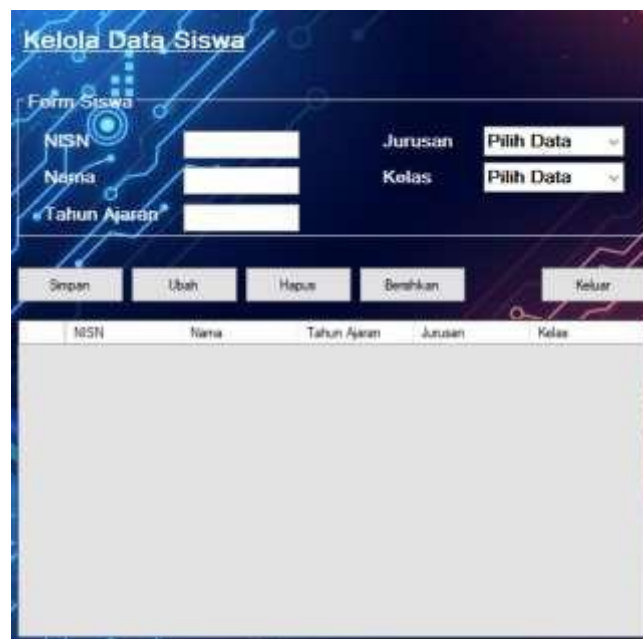 Kelola Data Siswa
Form Siswa
NISN
Jurusan
Pilih Data
Nama
Kelas
Pilih Data
Tahun Ajaran
Simpan Ubah Hapus Bersihkan Keluar
NISN Nama Tahun Ajaran Jurusan Kelas